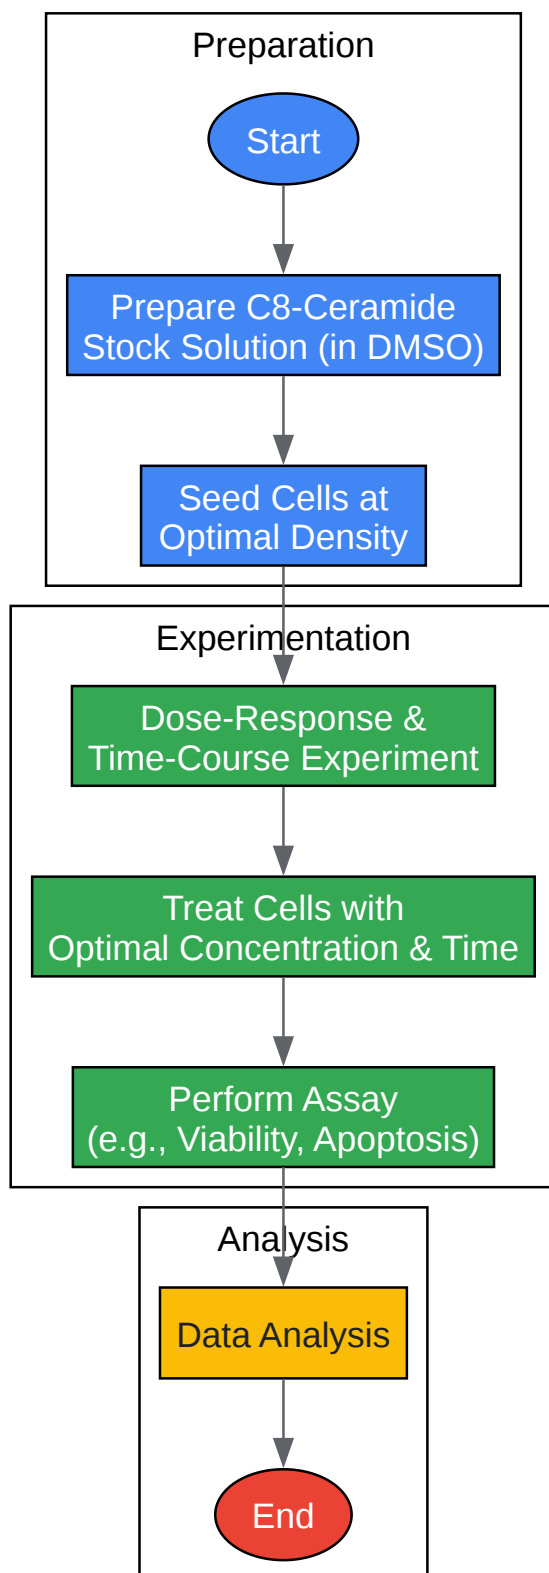 Preparation
Start
Prepare C8-Ceramide
Stock Solution (in DMSO)
Seed Cells at
Optimal Density
Experimentation
Dose-Response &
Time-Course Experiment
Treat Cells with
Optimal Concentration & Time
Perform Assay
(e.g., Viability, Apoptosis)
Analysis
Data Analysis
End